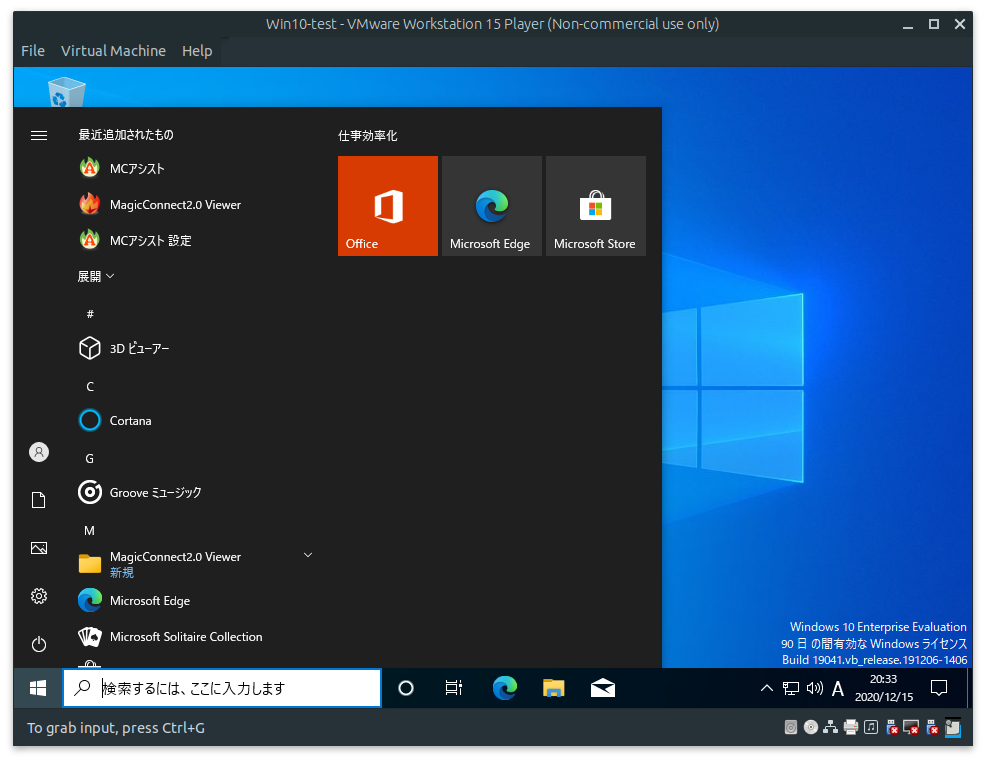 Win10-test - VMware Workstation 15 Player (Non-commercial use only)
File Virtual Machine Help
最近追加されたもの
MCアシスト
MagicConnect2.0 Viewer
MCアシスト 設定
展開
#
3D ビューアー
C
Cortana
G
Groove ミュージック
M
MagicConnect2.0 Viewer
新規
Microsoft Edge
Microsoft Solitaire Collection
仕事効率化
Office
Microsoft Edge
Microsoft Store
Windows 10 Enterprise Evaluation
90 日 の間有効な Windows ライセンス
Build 19041.vb_release.191206-1406
検索するには、ここに入力します
A
20:33
2020/12/15
To grab input, press Ctrl+G